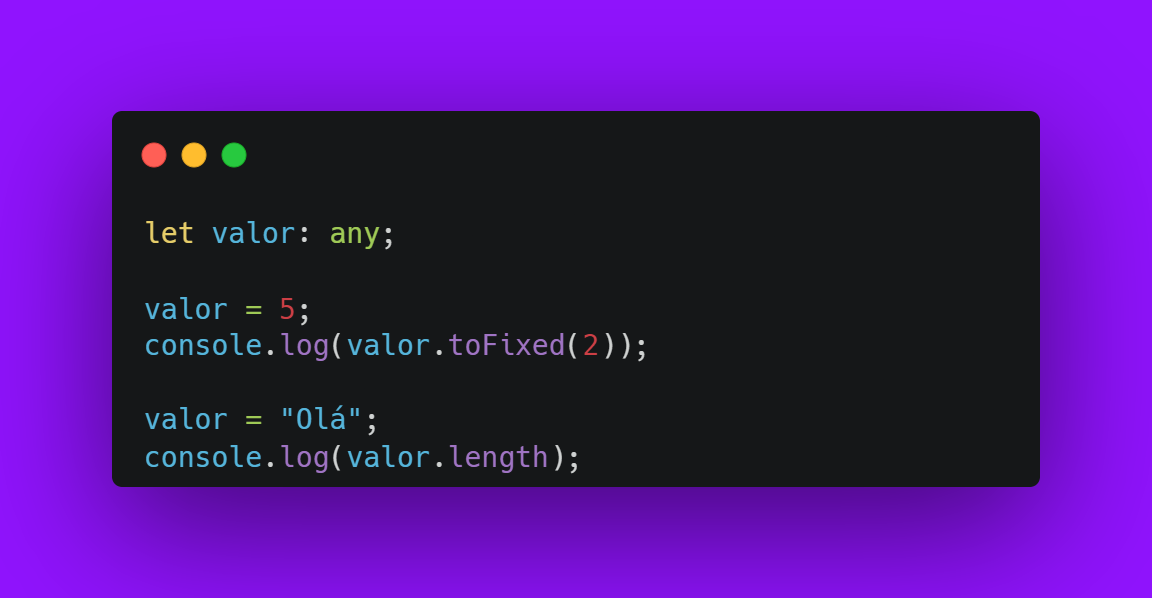 let valor: any;
valor = 5;
console.log(valor.toFixed(2));
valor = "Olá";
console.log(valor.length);